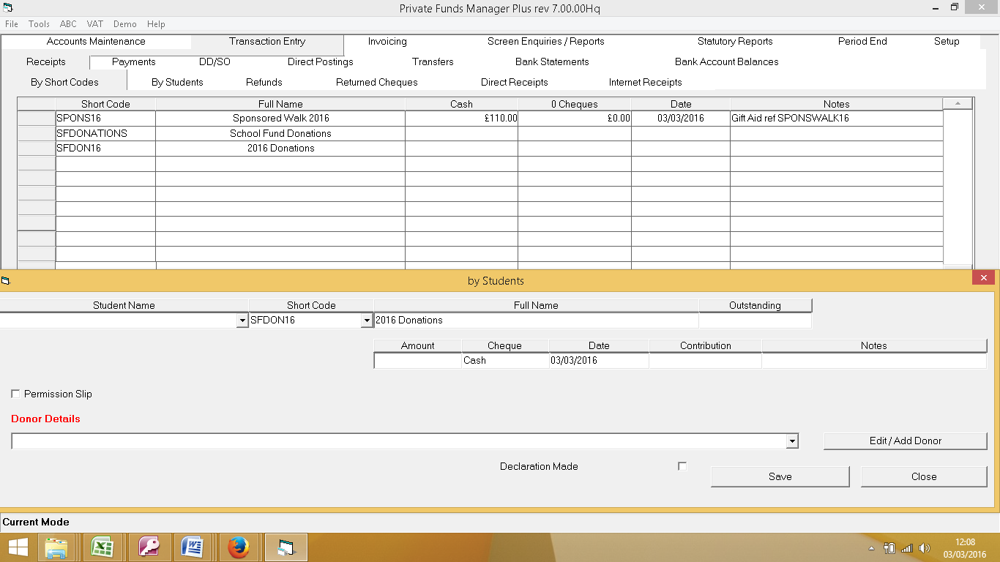 Private Funds Manager Plus rev 7.00.00Hq
File Tools ABC VAT Demo Help
Accounts Maintenance Transaction Entry Invoicing Screen Enquiries / Reports Statutory Reports Period End Setup
Receipts Payments DD/SO Direct Postings Transfers Bank Statements Bank Account Balances
By Short Codes By Students Refunds Returned Cheques Direct Receipts Internet Receipts
Short Code Full Name Cash 0 Cheques Date Notes
SPONS16 Sponsored Walk 2016 £110.00 £0.00 03/03/2016 Gift Aid ref SPONSWALK16
SFDONATIONS School Fund Donations
SFDON16 2016 Donations
by Students
Student Name Short Code Full Name Outstanding
SFDON16 2016 Donations
Amount Cheque Date Contribution Notes
Cash 03/03/2016
Permission Slip
Donor Details
Edit / Add Donor
Declaration Made
Save Close
Current Mode
12:08
03/03/2016